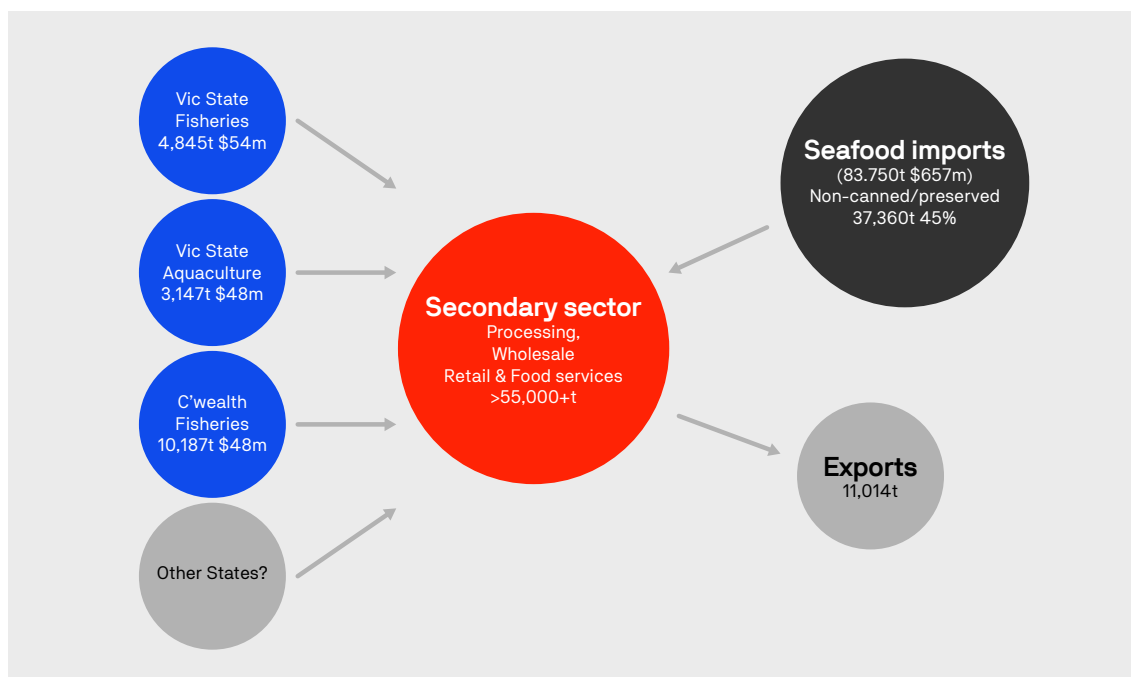 Vic State
Fisheries
4,845t $54m
Vic State
Aquaculture
3,147t $48m
C’wealth
Fisheries
10,187t $48m
Other States?
Secondary sector
Processing,
Wholesale
Retail & Food services
>55,000+t
Seafood imports
(83.750t $657m)
Non-canned/preserved
37,360t 45%
Exports
11,014t